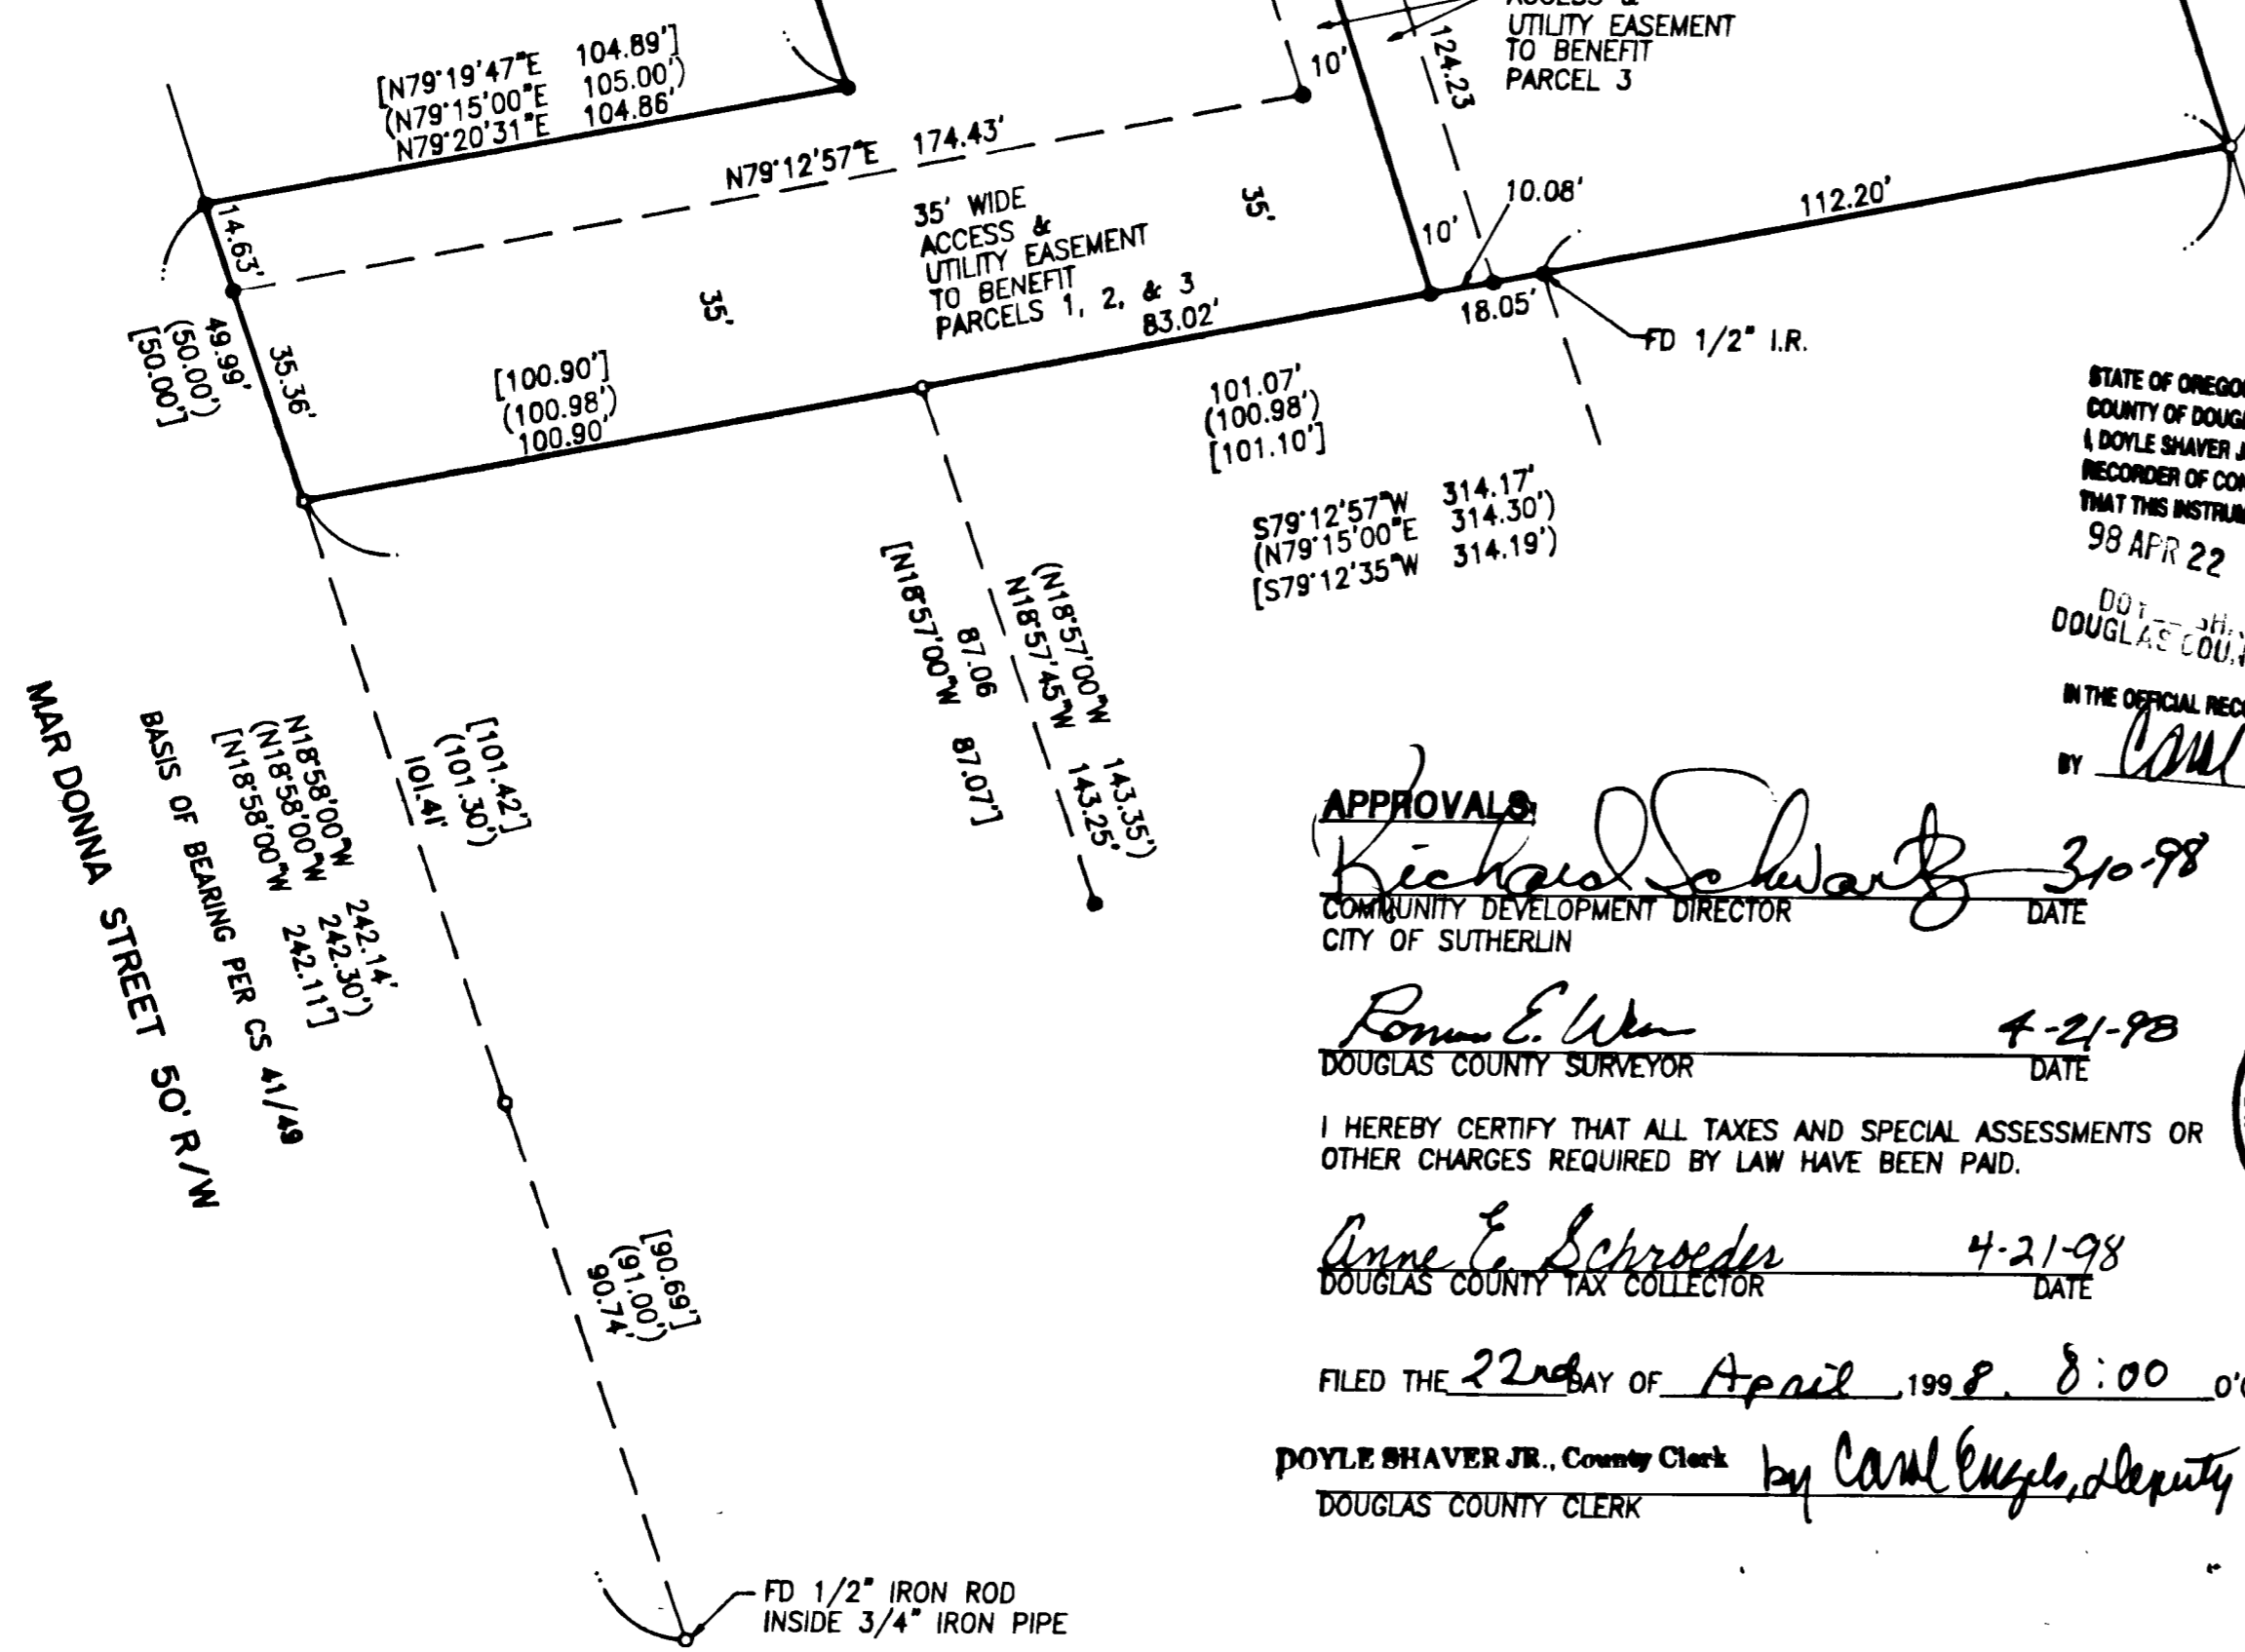 ACCESS &
UTILITY EASEMENT
TO BENEFIT
PARCEL 3
[N79°19'47"E 104.89']
(N79°15'00"E 105.00')
N79°20'31"E 104.86'
10'
124.23
N79°12'57"E 174.43'
35' WIDE
ACCESS &
UTILITY EASEMENT
TO BENEFIT
PARCELS 1, 2, & 3
35'
35'
10'
10.08'
112.20'
18.05'
83.02'
FD 1/2" I.R.
14.63'
35.36'
49.99'
(50.00')
[50.00']
[100.90']
(100.98')
100.90'
101.07'
(100.98')
[101.10']
S79°12'57"W 314.17'
(N79°15'00"E 314.30')
[S79°12'35"W 314.19']
(N18°57'00"W 143.35')
N18°57'45"W 143.25'
87.06
[N18°57'00"W 87.07']
[101.42']
(101.30')
101.41'
N18°58'00"W 242.14'
(N18°58'00"W 242.30')
[N18°58'00"W 242.11']
BASIS OF BEARING PER CS 41/49
MAR DONNA STREET 50' R/W
[90.69']
(91.00')
90.74'
FD 1/2" IRON ROD
INSIDE 3/4" IRON PIPE
STATE OF OREGO
COUNTY OF DOUG
I, DOYLE SHAVER J
RECORDER OF CO
THAT THIS INSTRU
98 APR 22
DOUGLAS COU
IN THE OFFICIAL REC
BY Carol
APPROVALS:
Richard Schwartz 3-10-98
COMMUNITY DEVELOPMENT DIRECTOR DATE
CITY OF SUTHERLIN
E. 4-21-98
DOUGLAS COUNTY SURVEYOR DATE
I HEREBY CERTIFY THAT ALL TAXES AND SPECIAL ASSESSMENTS OR
OTHER CHARGES REQUIRED BY LAW HAVE BEEN PAID.
Anne E. Schroeder 4-21-98
DOUGLAS COUNTY TAX COLLECTOR DATE
FILED THE 22nd DAY OF April ,1998. 8:00 O'
DOYLE SHAVER JR., County Clerk by Carol Engels, deputy
DOUGLAS COUNTY CLERK